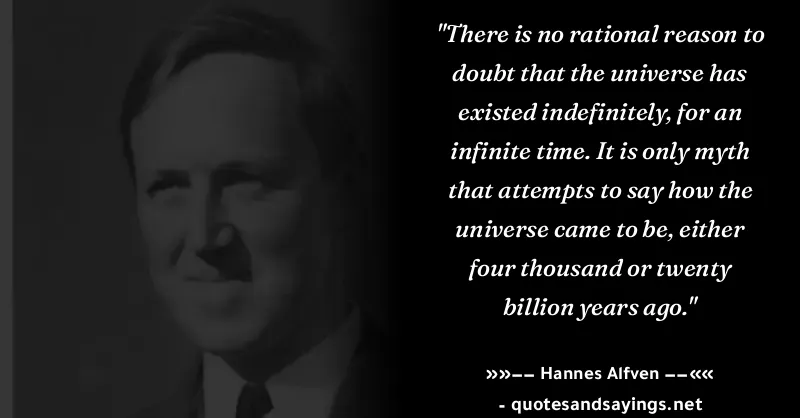 "There is no rational reason to
doubt that the universe has
existed indefinitely, for an
infinite time. It is only myth
that attempts to say how the
universe came to be, either
four thousand or twenty
billion years ago."
»»−− Hannes Alfven −−««
- quotesandsayings.net